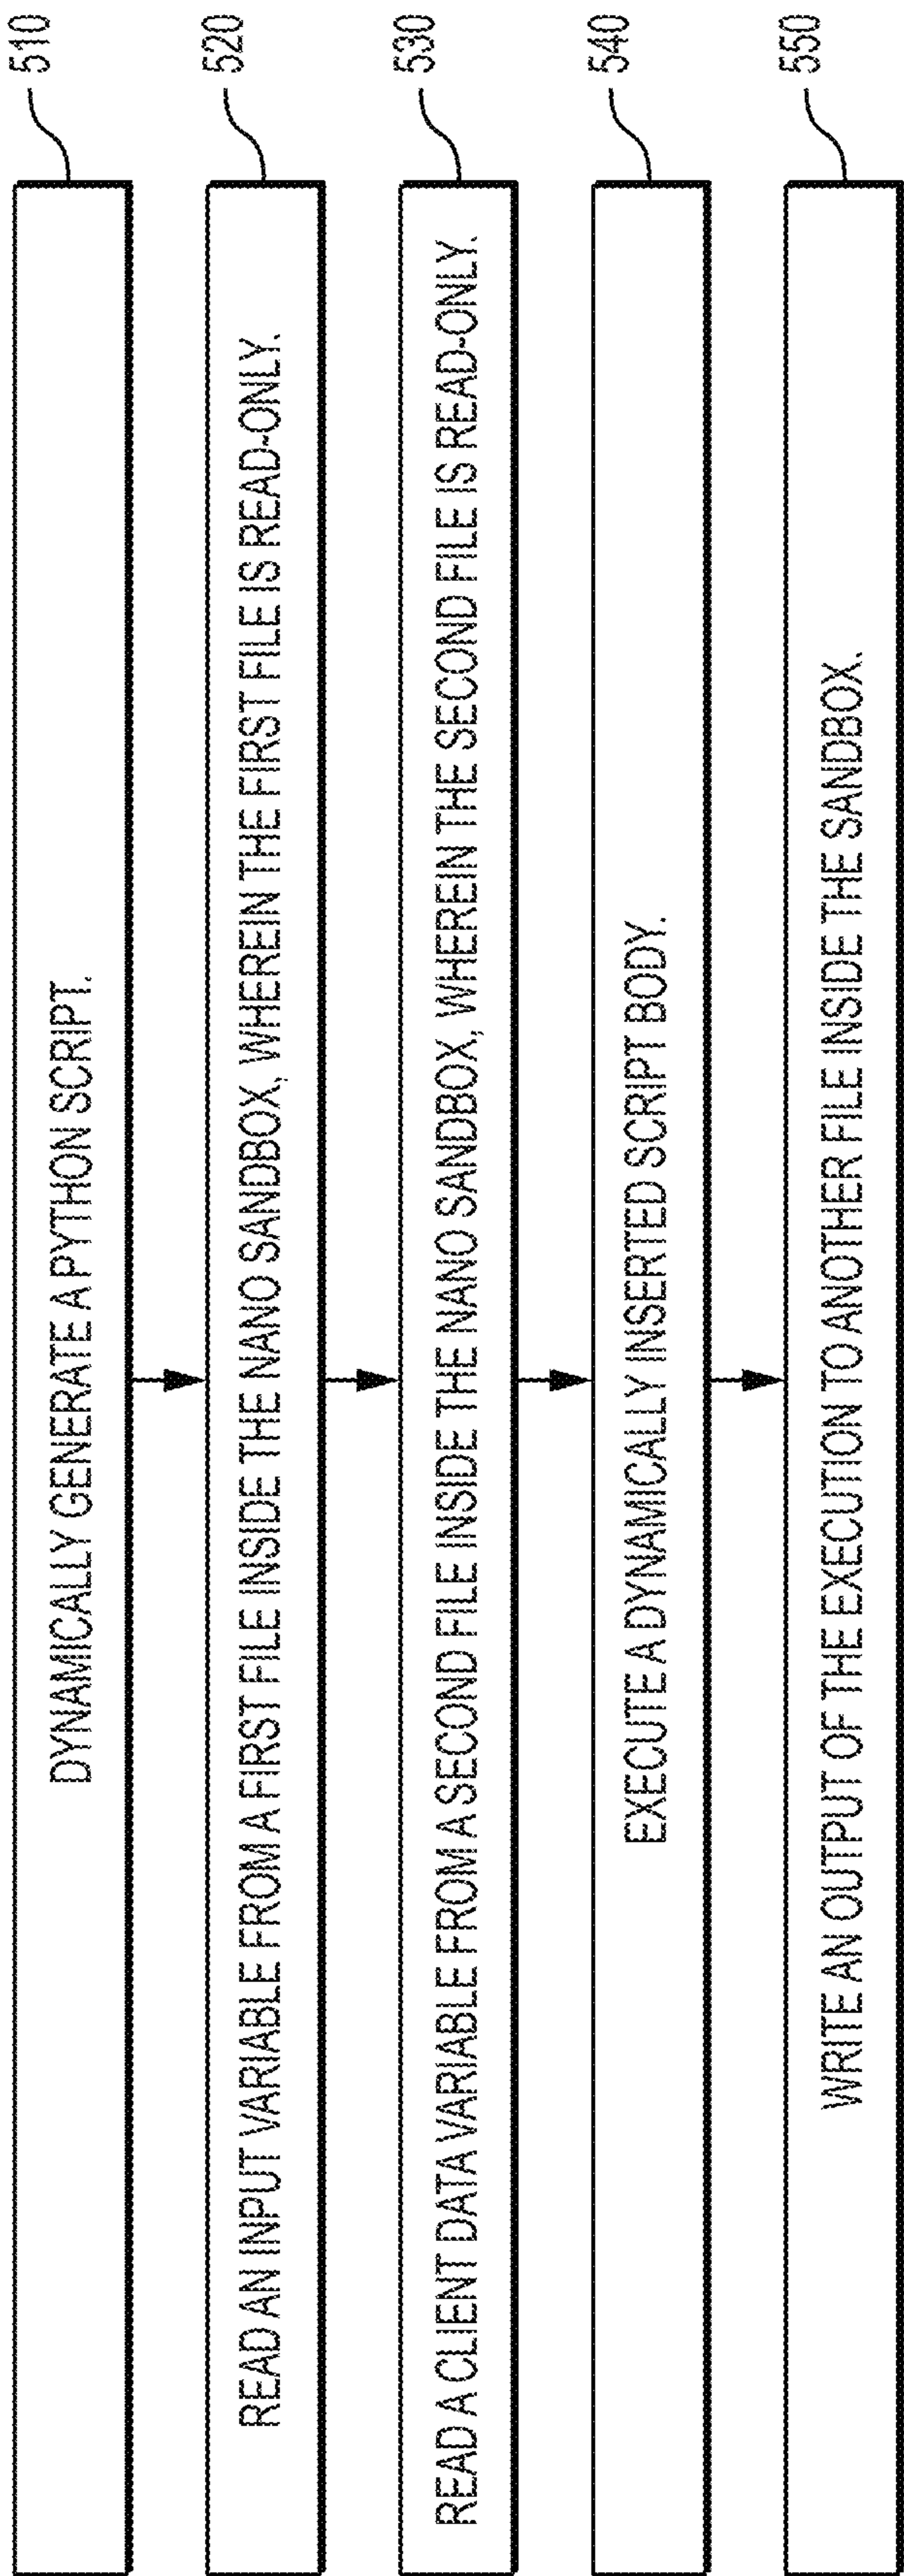 DYNAMICALLY GENERATE A PYTHON SCRIPT.
510
READ AN INPUT VARIABLE FROM A FIRST FILE INSIDE THE NANO SANDBOX, WHEREIN THE FIRST FILE IS READ-ONLY.
520
READ A CLIENT DATA VARIABLE FROM A SECOND FILE INSIDE THE NANO SANDBOX, WHEREIN THE SECOND FILE IS READ-ONLY.
530
EXECUTE A DYNAMICALLY INSERTED SCRIPT BODY.
540
WRITE AN OUTPUT OF THE EXECUTION TO ANOTHER FILE INSIDE THE SANDBOX.
550